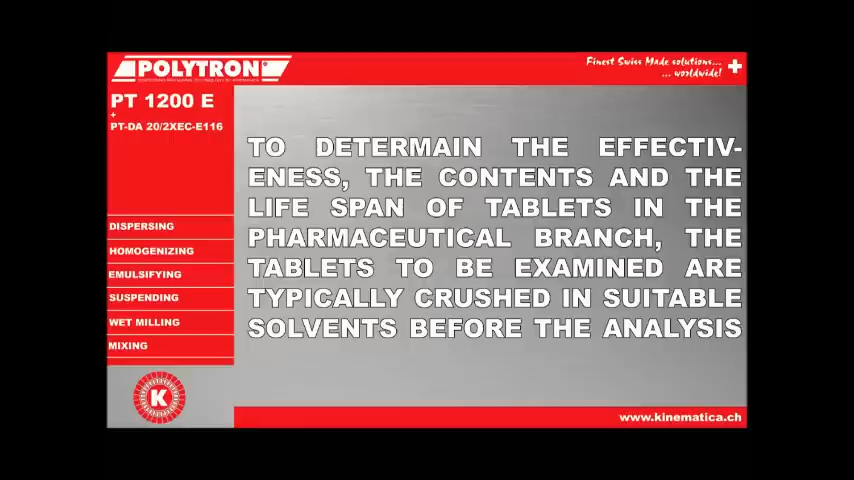 POLYTRON
Finest Swiss Made solutions...
... worldwide!
PT 1200 E
+
PT-DA 20/2XEC-E116
TO DETERMAIN THE EFFECTIV-
ENESS, THE CONTENTS AND THE
LIFE SPAN OF TABLETS IN THE
PHARMACEUTICAL BRANCH, THE
TABLETS TO BE EXAMINED ARE
TYPICALLY CRUSHED IN SUITABLE
SOLVENTS BEFORE THE ANALYSIS
DISPERSING
HOMOGENIZING
EMULSIFYING
SUSPENDING
WET MILLING
MIXING
K
www.kinematica.ch